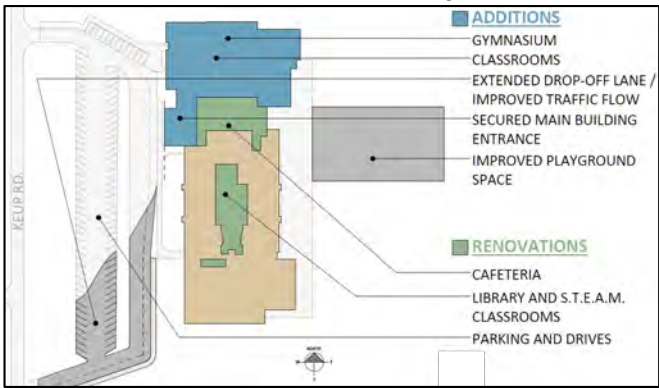 ADDITIONS
GYMNASIUM
CLASSROOMS
EXTENDED DROP-OFF LANE /
IMPROVED TRAFFIC FLOW
SECURED MAIN BUILDING
ENTRANCE
IMPROVED PLAYGROUND
SPACE
KEUP RD.
RENOVATIONS
CAFETERIA
LIBRARY AND S.T.E.A.M.
CLASSROOMS
PARKING AND DRIVES